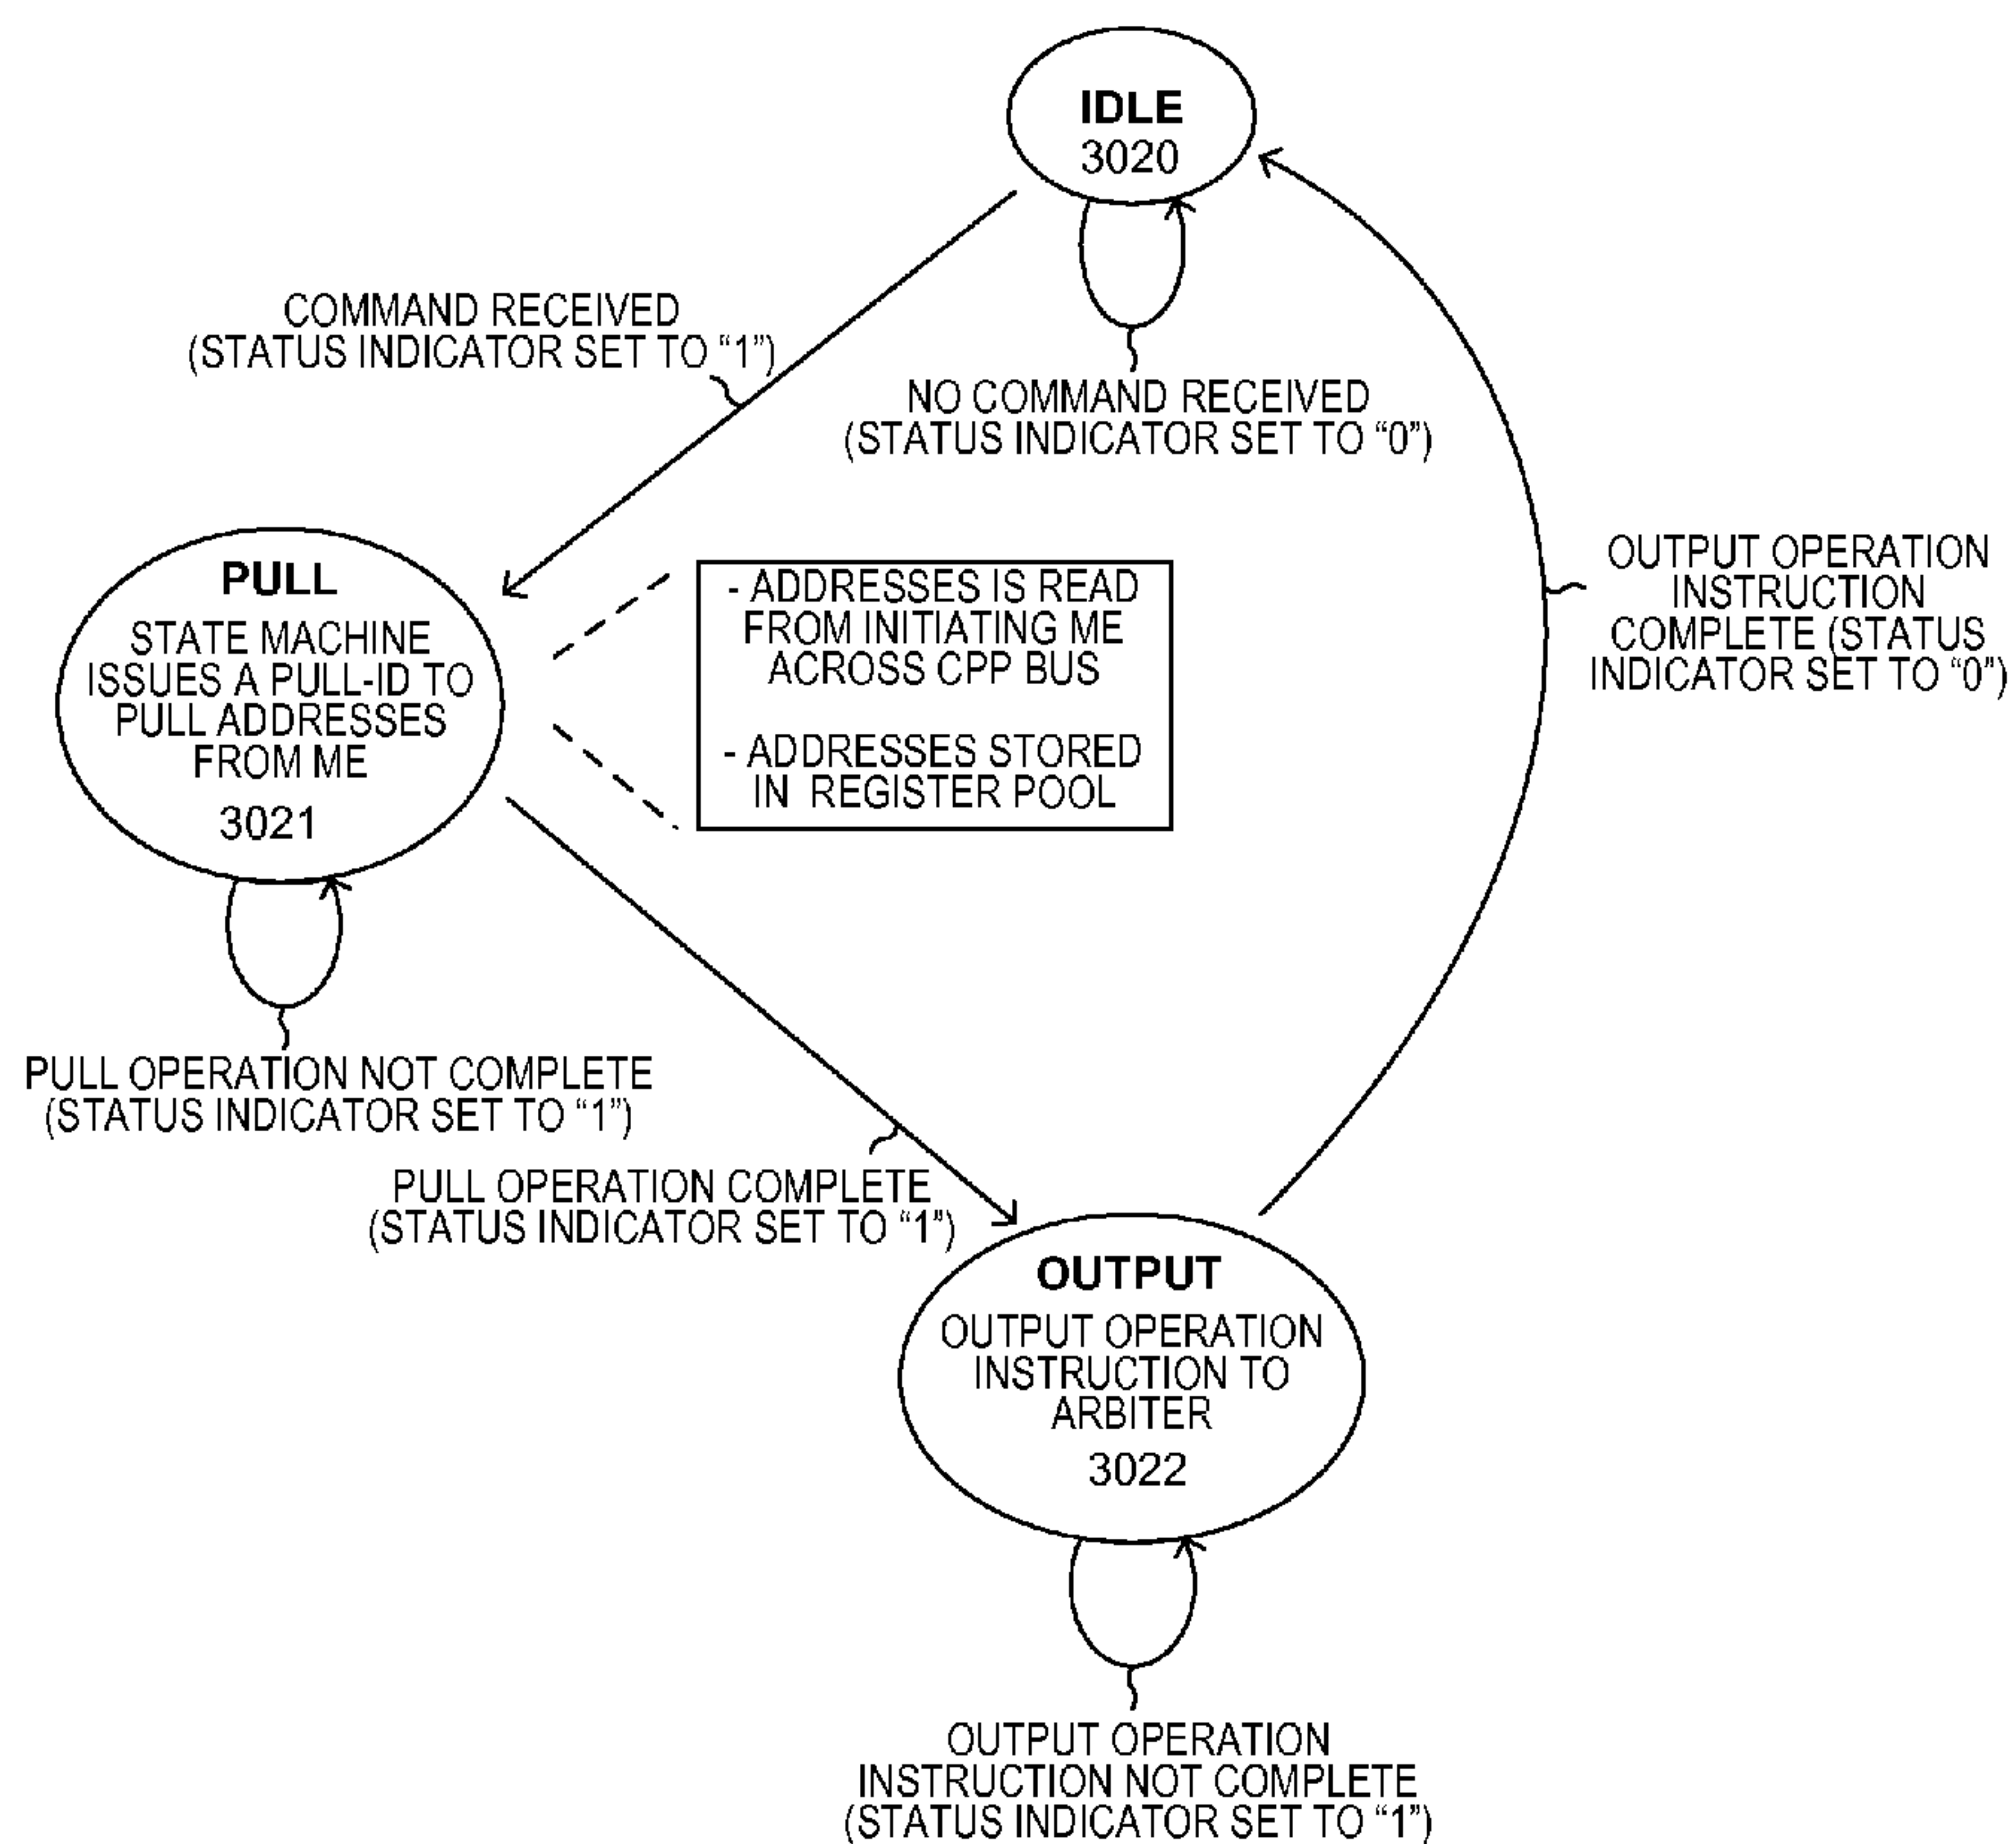 IDLE
3020
COMMAND RECEIVED
(STATUS INDICATOR SET TO “1”)
NO COMMAND RECEIVED
(STATUS INDICATOR SET TO “0”)
OUTPUT OPERATION
INSTRUCTION
COMPLETE (STATUS
INDICATOR SET TO “0”)
PULL
STATE MACHINE
ISSUES A PULL-ID TO
PULL ADDRESSES
FROM ME
3021
- ADDRESSES IS READ
FROM INITIATING ME
ACROSS CPP BUS
- ADDRESSES STORED
IN REGISTER POOL
PULL OPERATION NOT COMPLETE
(STATUS INDICATOR SET TO “1”)
PULL OPERATION COMPLETE
(STATUS INDICATOR SET TO “1”)
OUTPUT
OUTPUT OPERATION
INSTRUCTION TO
ARBITER
3022
OUTPUT OPERATION
INSTRUCTION NOT COMPLETE
(STATUS INDICATOR SET TO “1”)